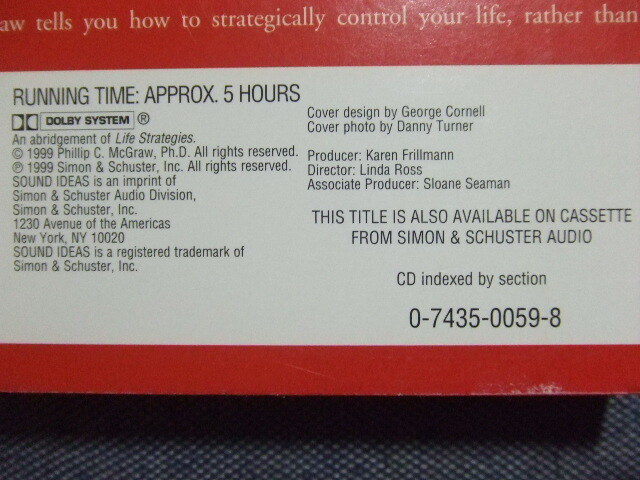 aw tells you how to strategically control your life, rather than
RUNNING TIME: APPROX. 5 HOURS
DOLBY SYSTEM ®
An abridgement of Life Strategies.
© 1999 Phillip C. McGraw, Ph.D. All rights reserved.
℗ 1999 Simon & Schuster, Inc. All rights reserved.
SOUND IDEAS is an imprint of
Simon & Schuster Audio Division,
Simon & Schuster, Inc.
1230 Avenue of the Americas
New York, NY 10020
SOUND IDEAS is a registered trademark of
Simon & Schuster, Inc.
Cover design by George Cornell
Cover photo by Danny Turner
Producer: Karen Frillmann
Director: Linda Ross
Associate Producer: Sloane Seaman
THIS TITLE IS ALSO AVAILABLE ON CASSETTE
FROM SIMON & SCHUSTER AUDIO
CD indexed by section
0-7435-0059-8